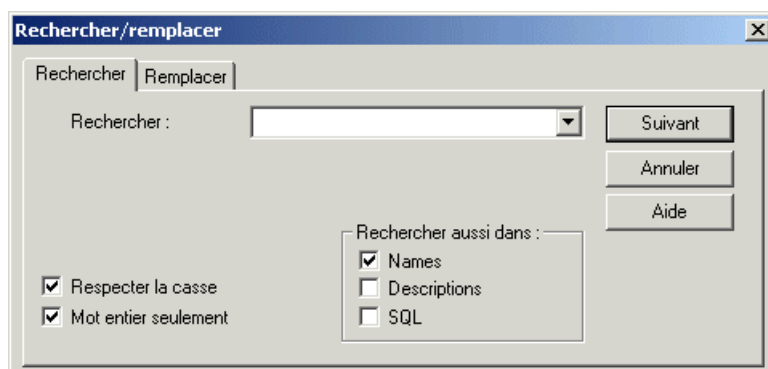 Rechercher/remplacer
Rechercher
Remplacer
Rechercher :
Suivant
Annuler
Aide
Rechercher aussi dans :
Names
Descriptions
SQL
Respecter la casse
Mot entier seulement